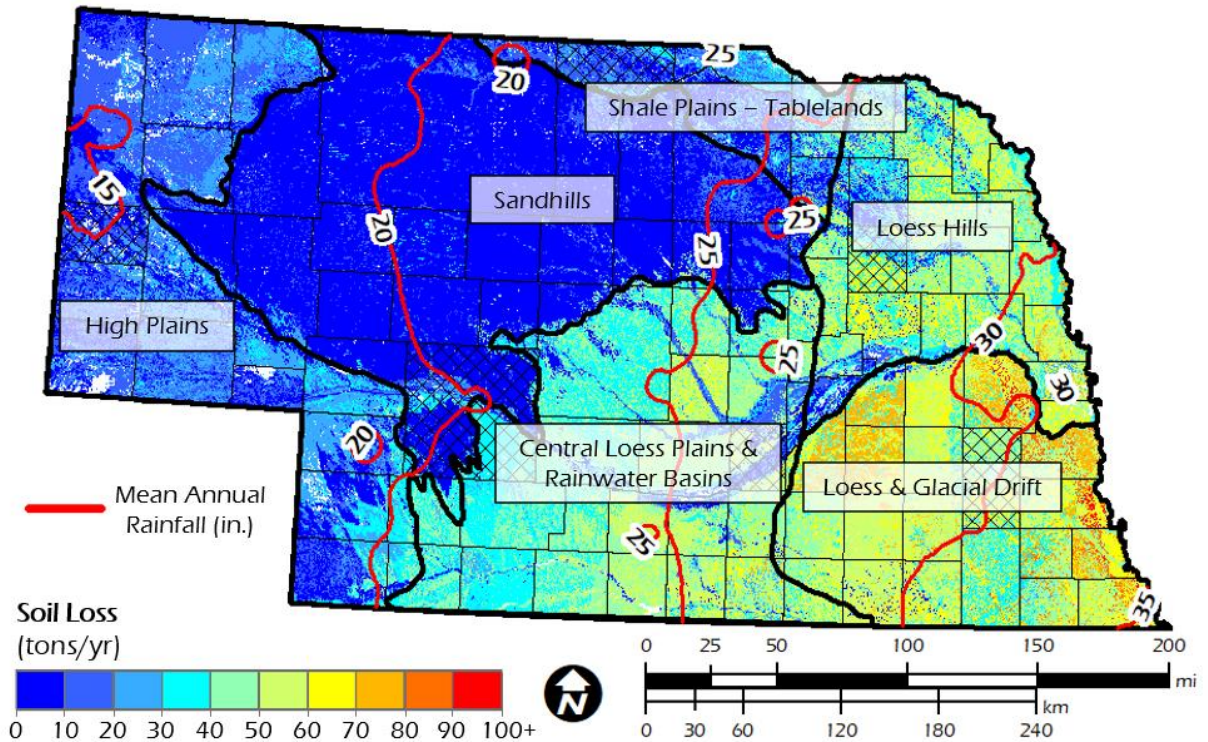 25
20
Shale Plains – Tablelands
15
Sandhills
20
25
25
Loess Hills
High Plains
30
25
30
20
Central Loess Plains &
Rainwater Basins
Loess & Glacial Drift
Mean Annual
Rainfall (in.)
25
35
Soil Loss
(tons/yr)
0 10 20 30 40 50 60 70 80 90 100+
N
0 25 50 100 150 200
mi
km
0 30 60 120 180 240